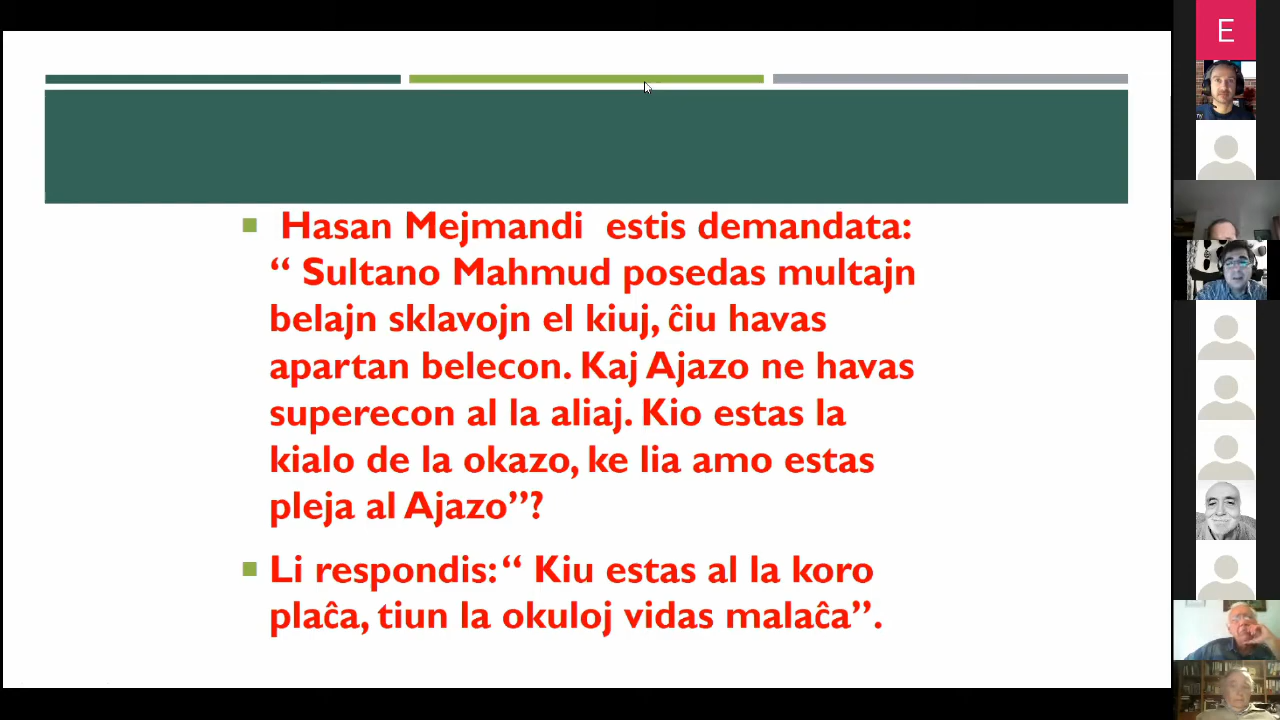 E
Hasan Mejmandi estis demandata:
“ Sultano Mahmud posedas multajn
belajn sklavojn el kiuj, ĉiu havas
apartan belecon. Kaj Ajazo ne havas
superecon al la aliaj. Kio estas la
kialo de la okazo, ke lia amo estas
pleja al Ajazo”?
Li respondis: “ Kiu estas al la koro
plaĉa, tiun la okuloj vidas malaĉa”.